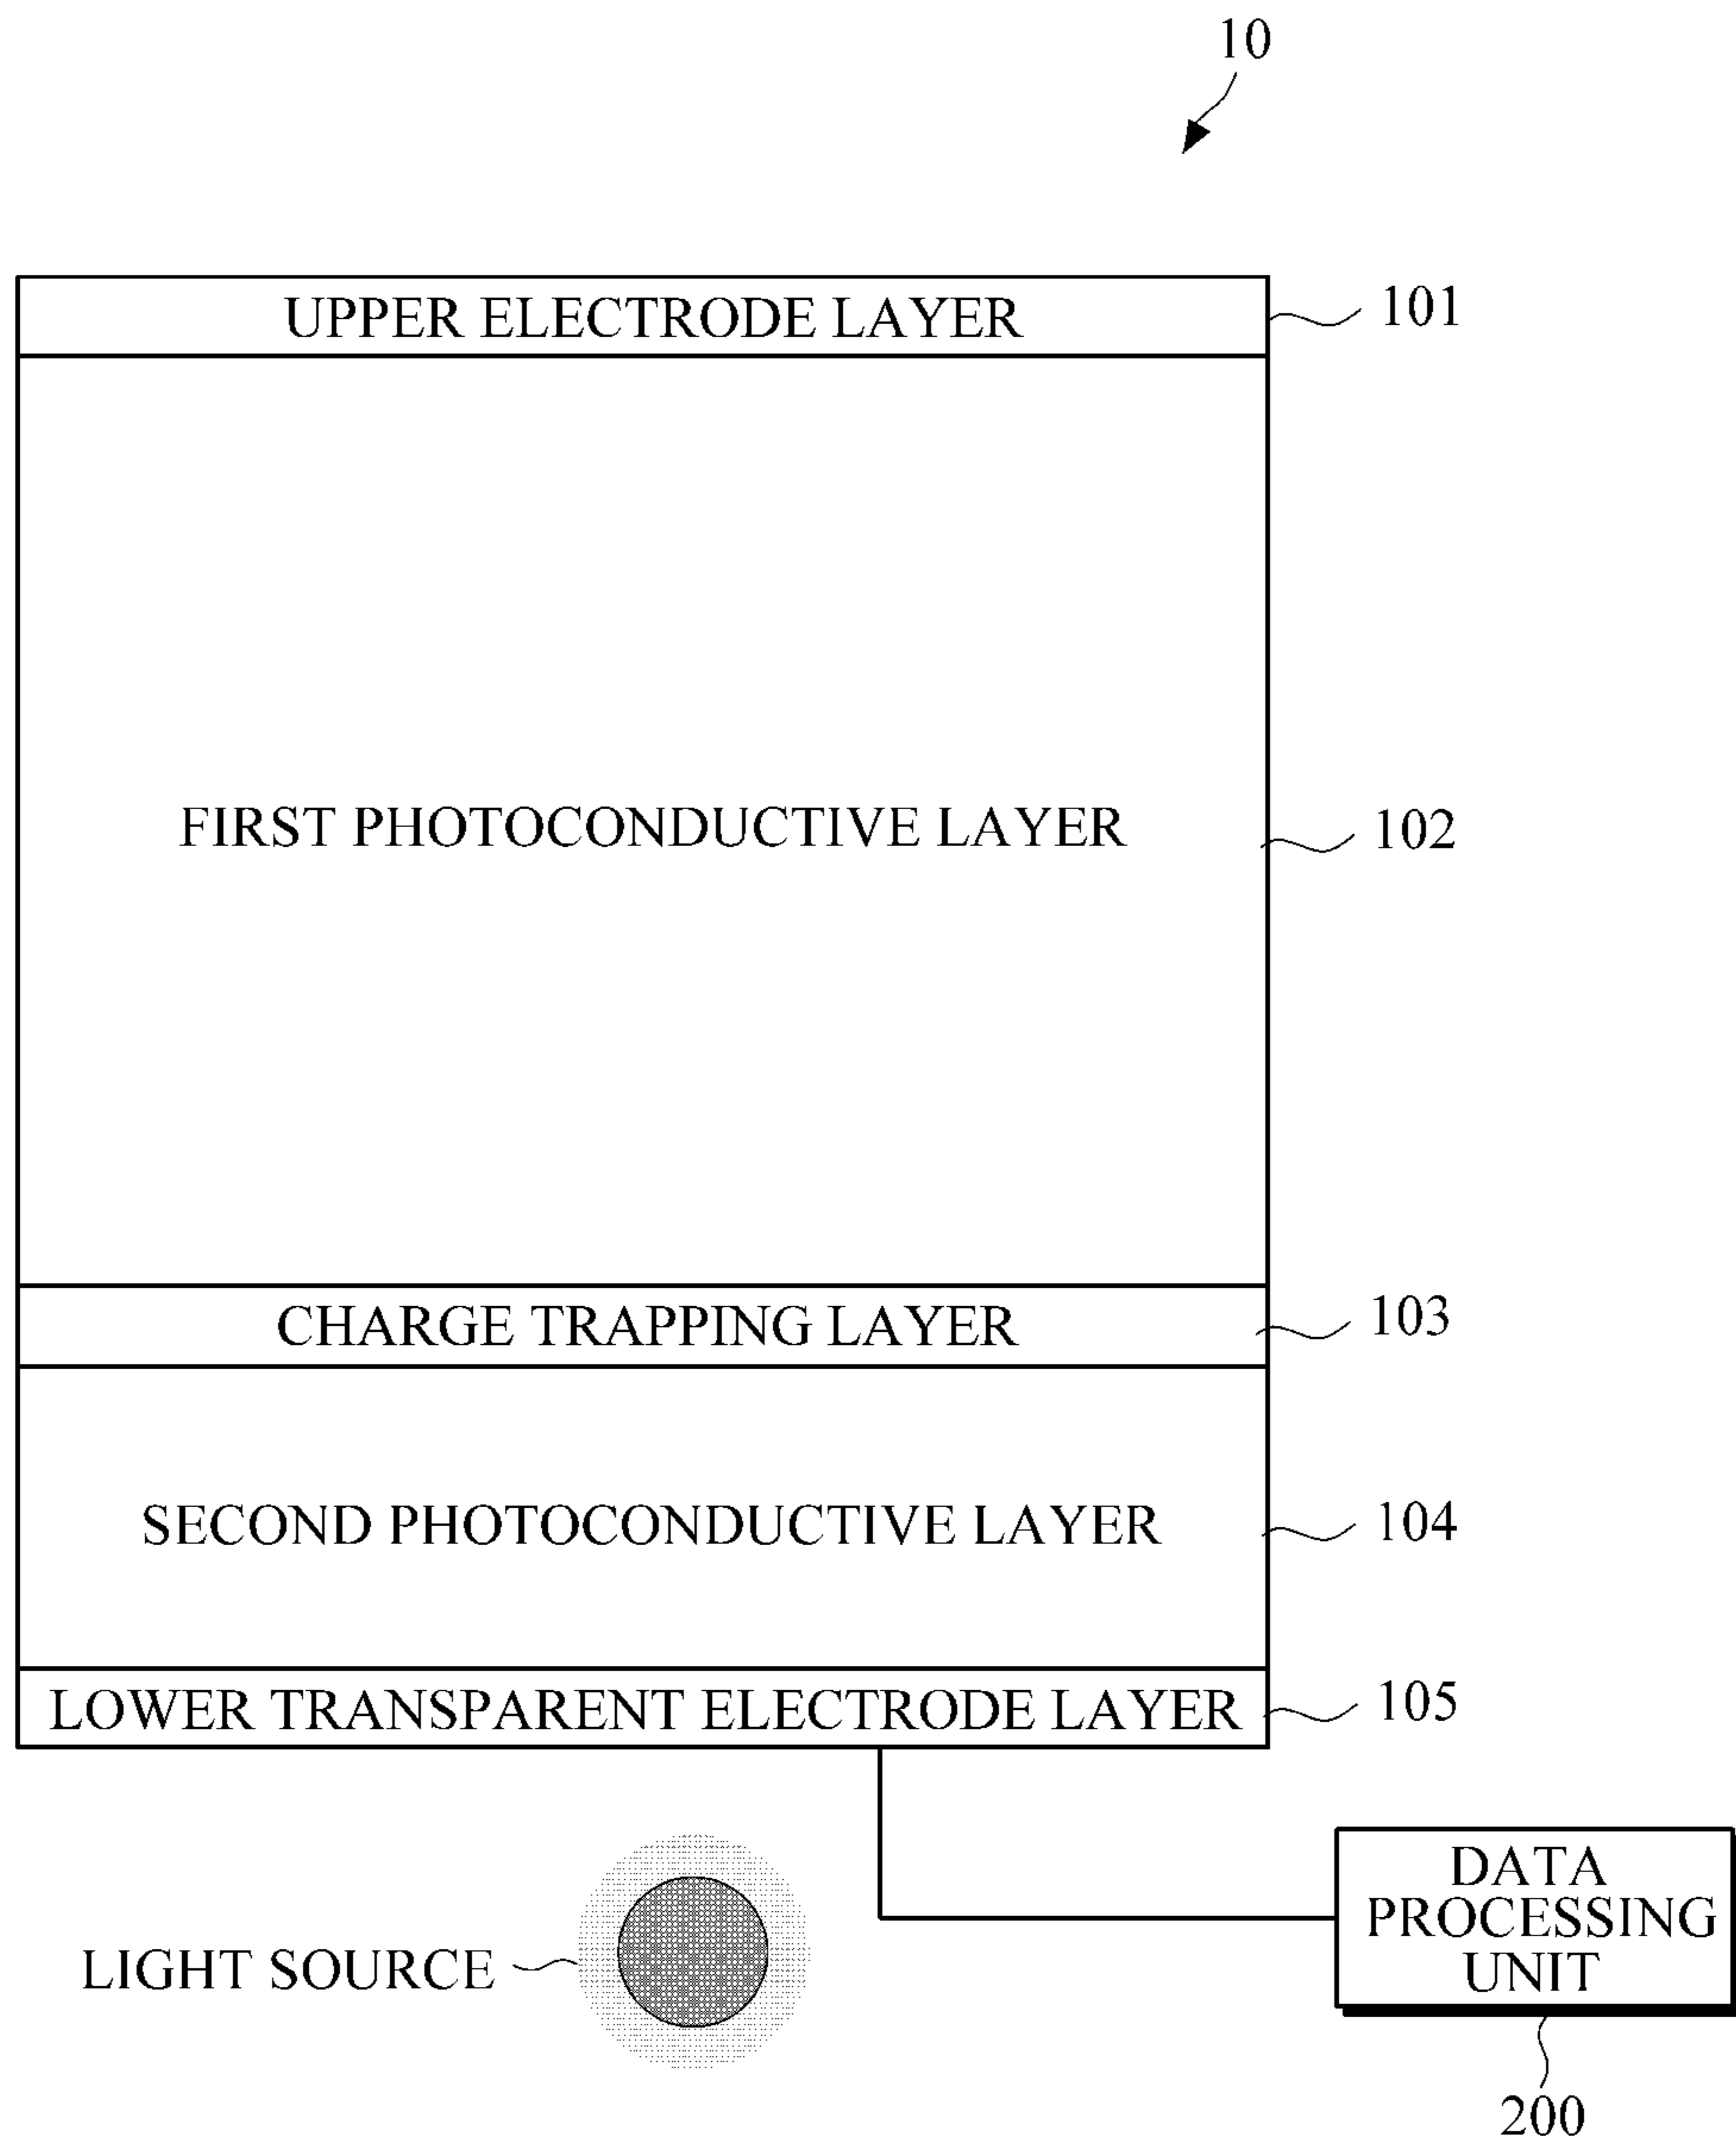 10
UPPER ELECTRODE LAYER
101
FIRST PHOTOCONDUCTIVE LAYER
102
CHARGE TRAPPING LAYER
103
SECOND PHOTOCONDUCTIVE LAYER
104
LOWER TRANSPARENT ELECTRODE LAYER
105
LIGHT SOURCE
DATA
PROCESSING
UNIT
200